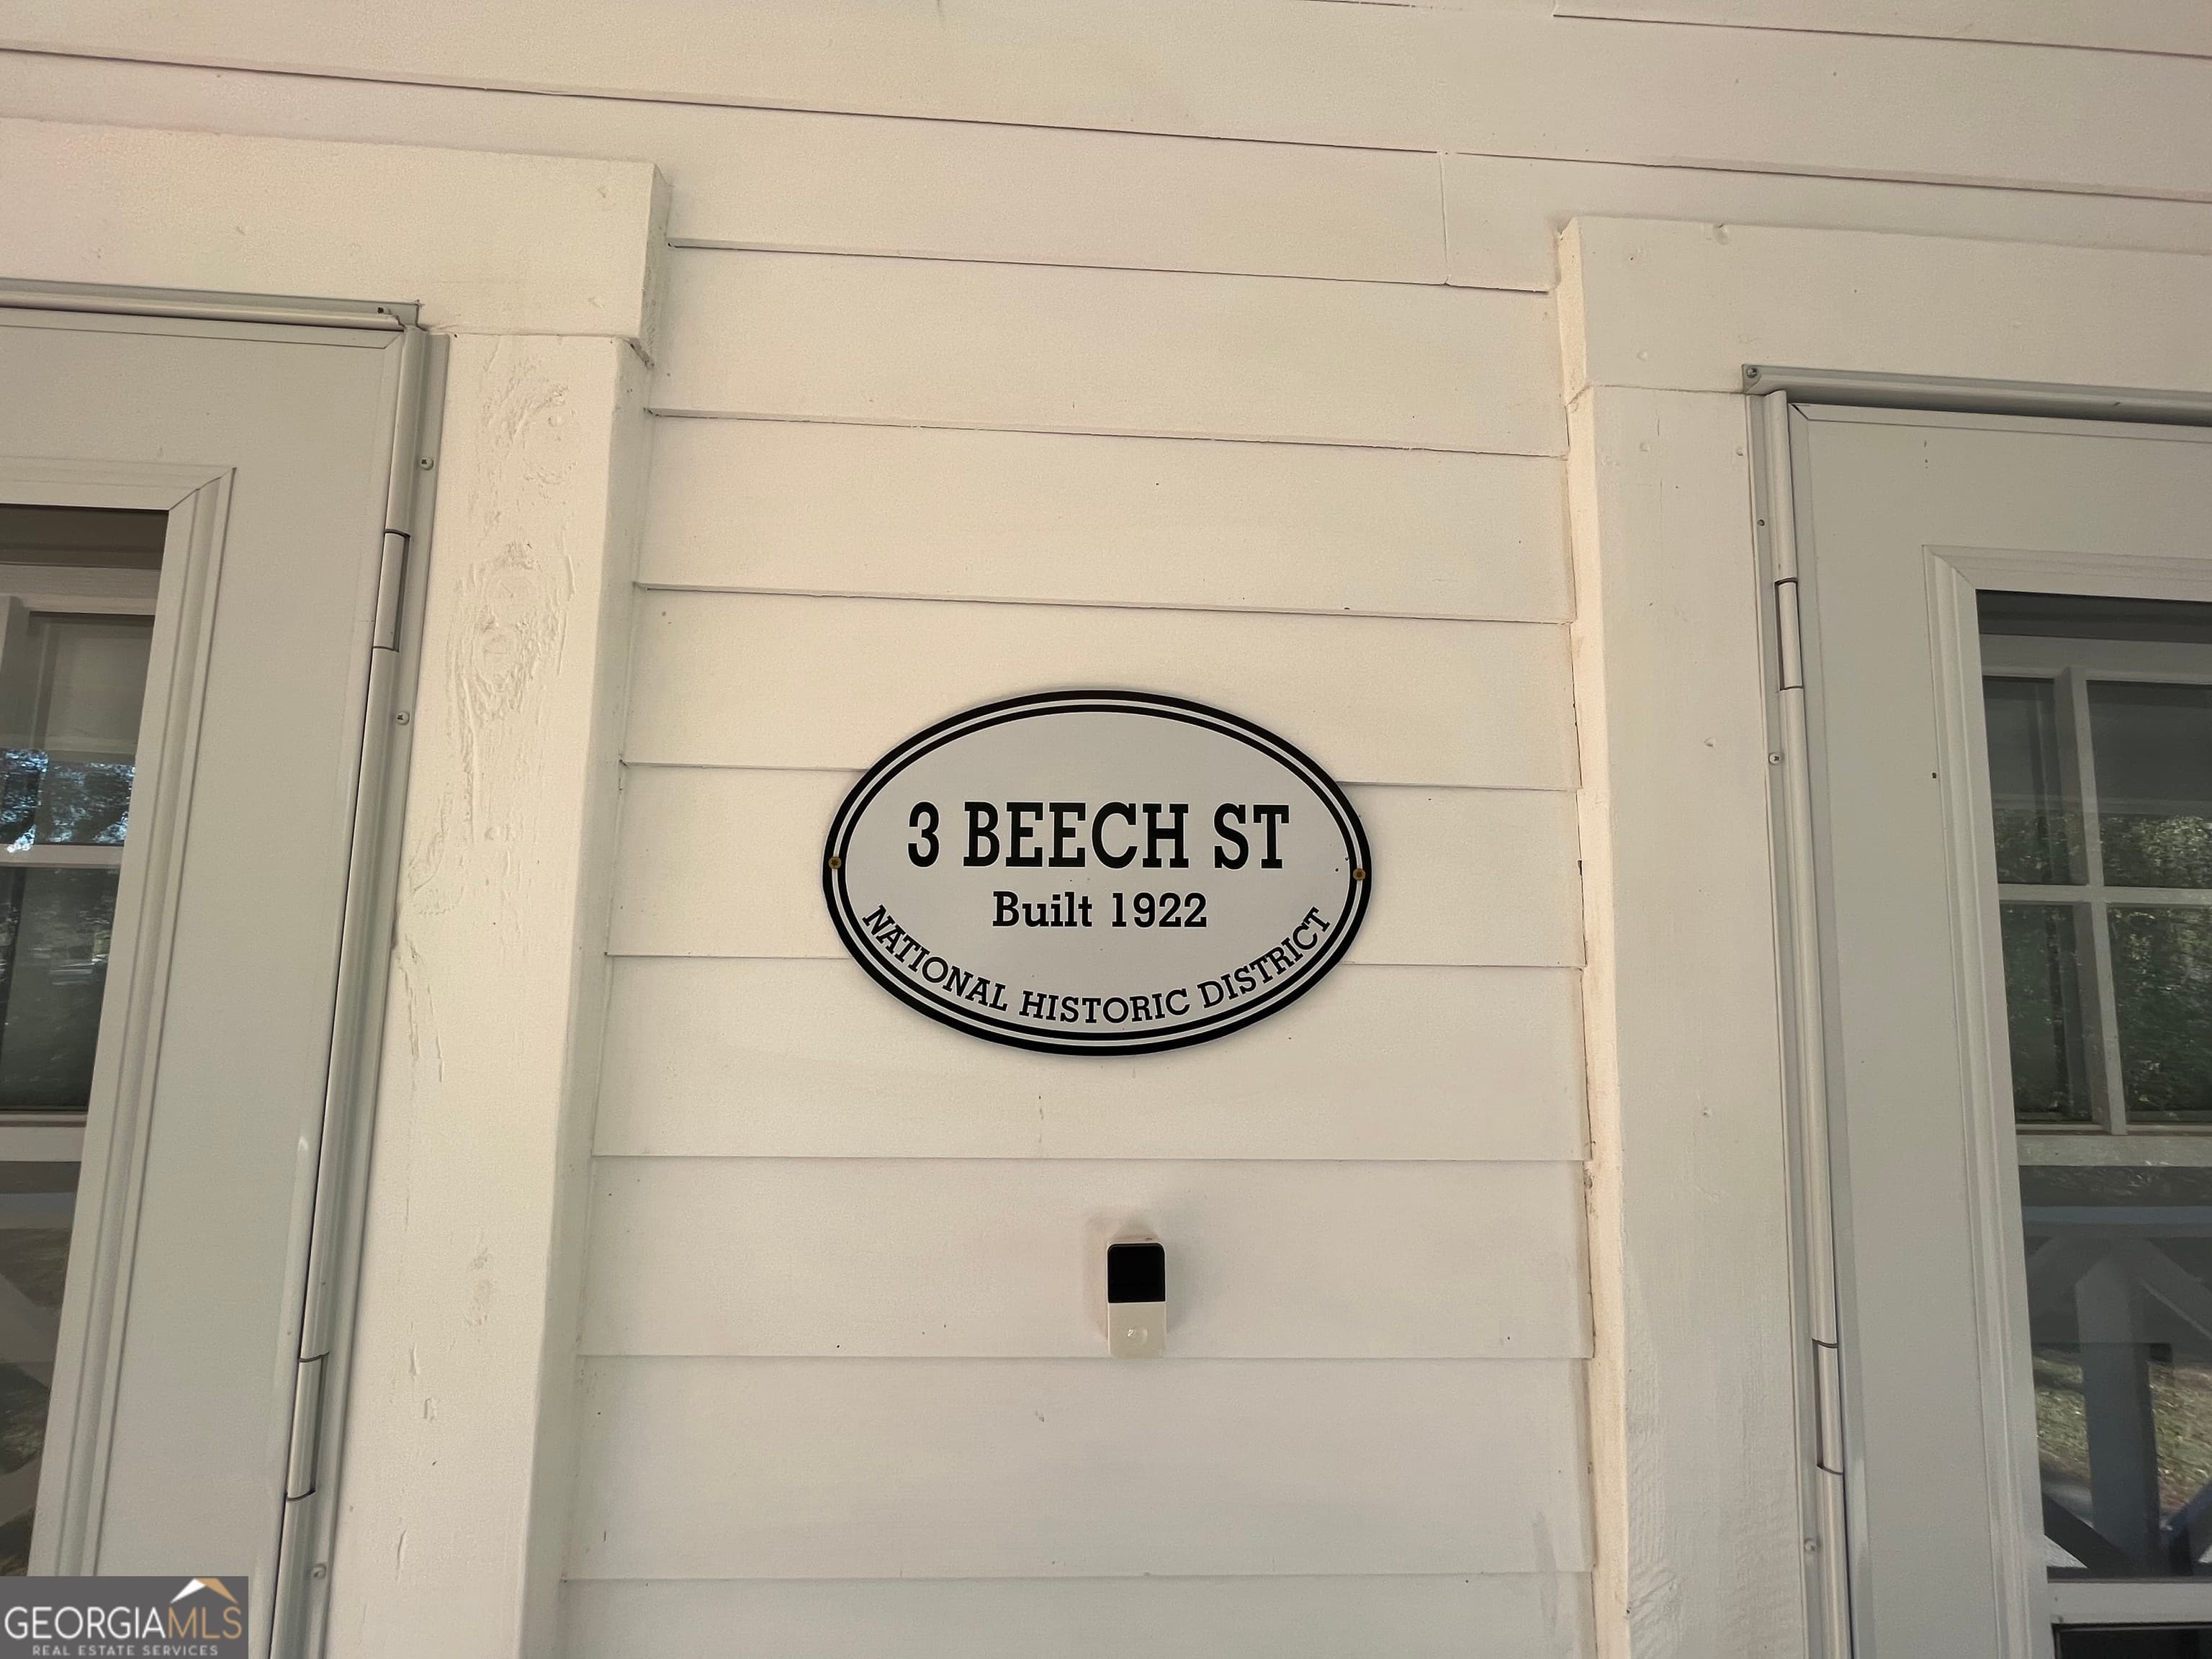 3 BEECH ST
Built 1922
NATIONAL HISTORIC DISTRICT
GEORGIAMLS
REAL ESTATE SERVICES